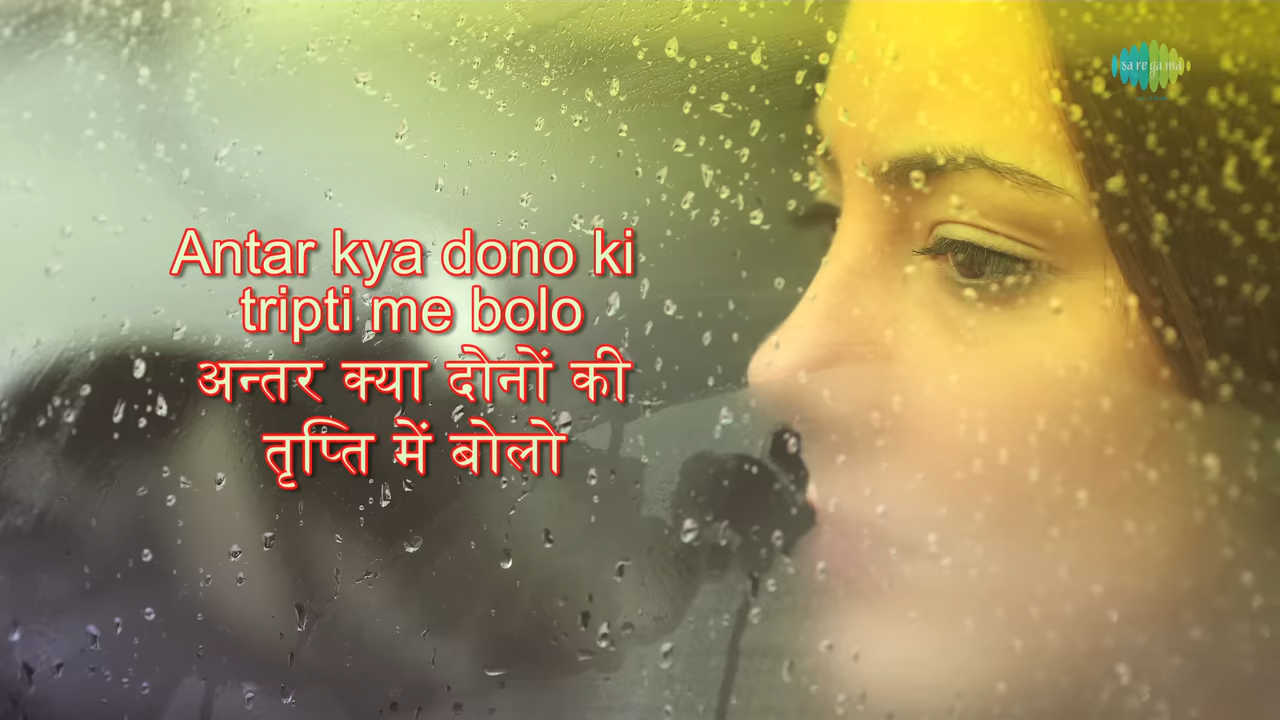 sa re ga ma
Antar kya dono ki
tripti me bolo
अन्तर क्या दोनों की
तृप्ति में बोलो